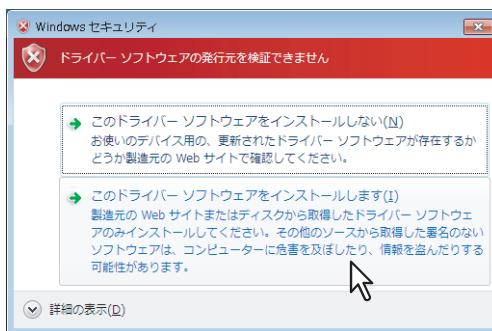 Windows セキュリティ
ドライバー ソフトウェアの発行元を検証できません
このドライバー ソフトウェアをインストールしない(N)
お使いのデバイス用の、更新されたドライバー ソフトウェアが存在するか
どうか製造元の Web サイトで確認してください。
このドライバー ソフトウェアをインストールします(I)
製造元の Web サイトまたはディスクから取得したドライバー ソフトウェ
アのみインストールしてください。その他のソースから取得した署名のない
ソフトウェアは、コンピューターに危害を及ぼしたり、情報を盗んだりする
可能性があります。
詳細の表示(D)